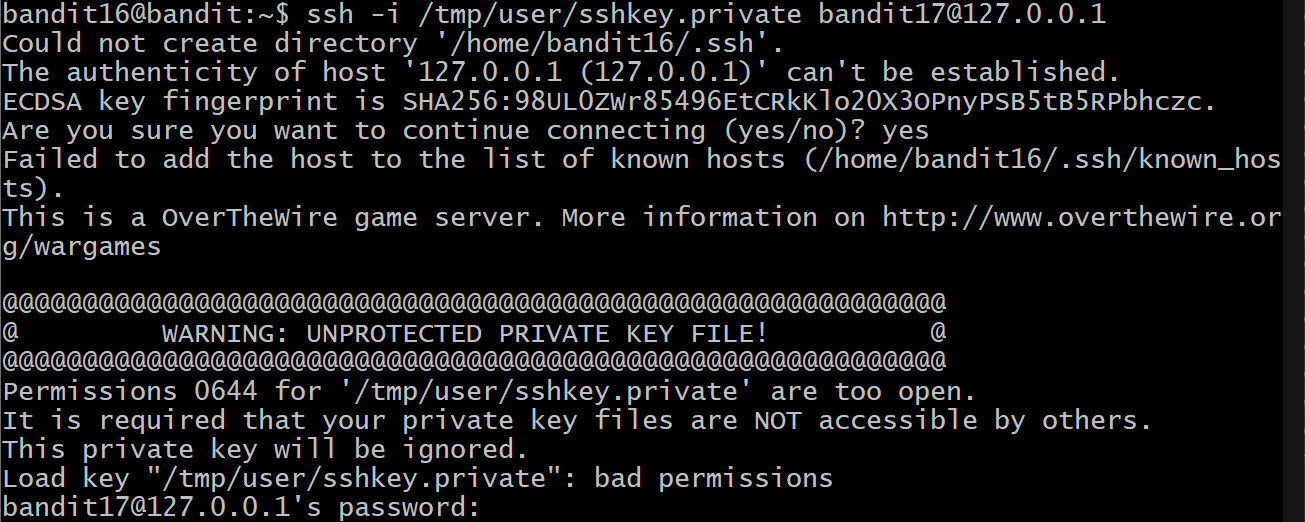 bandit16@bandit:~$ ssh -i /tmp/user/sshkey.private bandit17@127.0.0.1
Could not create directory '/home/bandit16/.ssh'.
The authenticity of host '127.0.0.1 (127.0.0.1)' can't be established.
ECDSA key fingerprint is SHA256:98UL0ZWr85496EtCRkKlo20X3OPnyPSB5tB5RPbhczc.
Are you sure you want to continue connecting (yes/no)? yes
Failed to add the host to the list of known hosts (/home/bandit16/.ssh/known_hos
ts).
This is a OverTheWire game server. More information on http://www.overthewire.or
g/wargames
@@@@@@@@@@@@@@@@@@@@@@@@@@@@@@@@@@@@@@@@@@@@@@@@@@@@@@@@@@@
@         WARNING: UNPROTECTED PRIVATE KEY FILE!          @
@@@@@@@@@@@@@@@@@@@@@@@@@@@@@@@@@@@@@@@@@@@@@@@@@@@@@@@@@@@
Permissions 0644 for '/tmp/user/sshkey.private' are too open.
It is required that your private key files are NOT accessible by others.
This private key will be ignored.
Load key "/tmp/user/sshkey.private": bad permissions
bandit17@127.0.0.1's password: